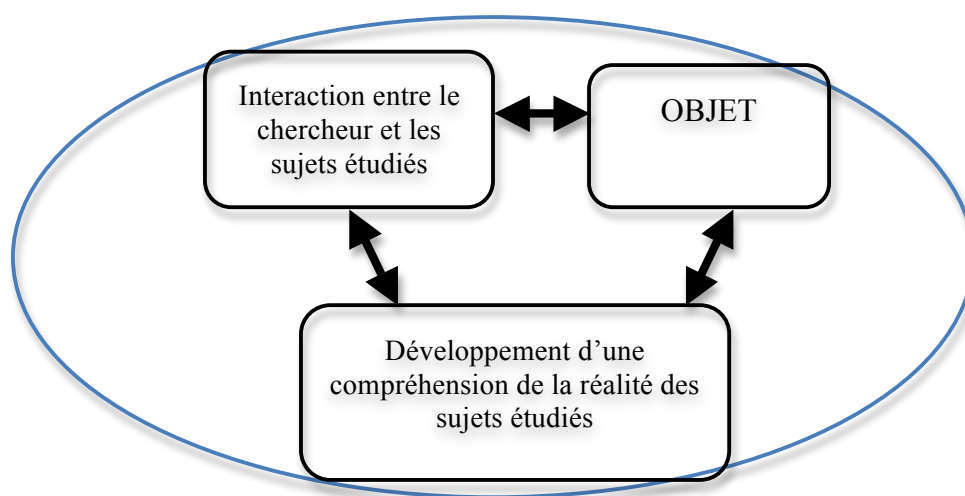 Interaction entre le
chercheur et les
sujets étudiés
OBJET
Développement d’une
compréhension de la réalité des
sujets étudiés